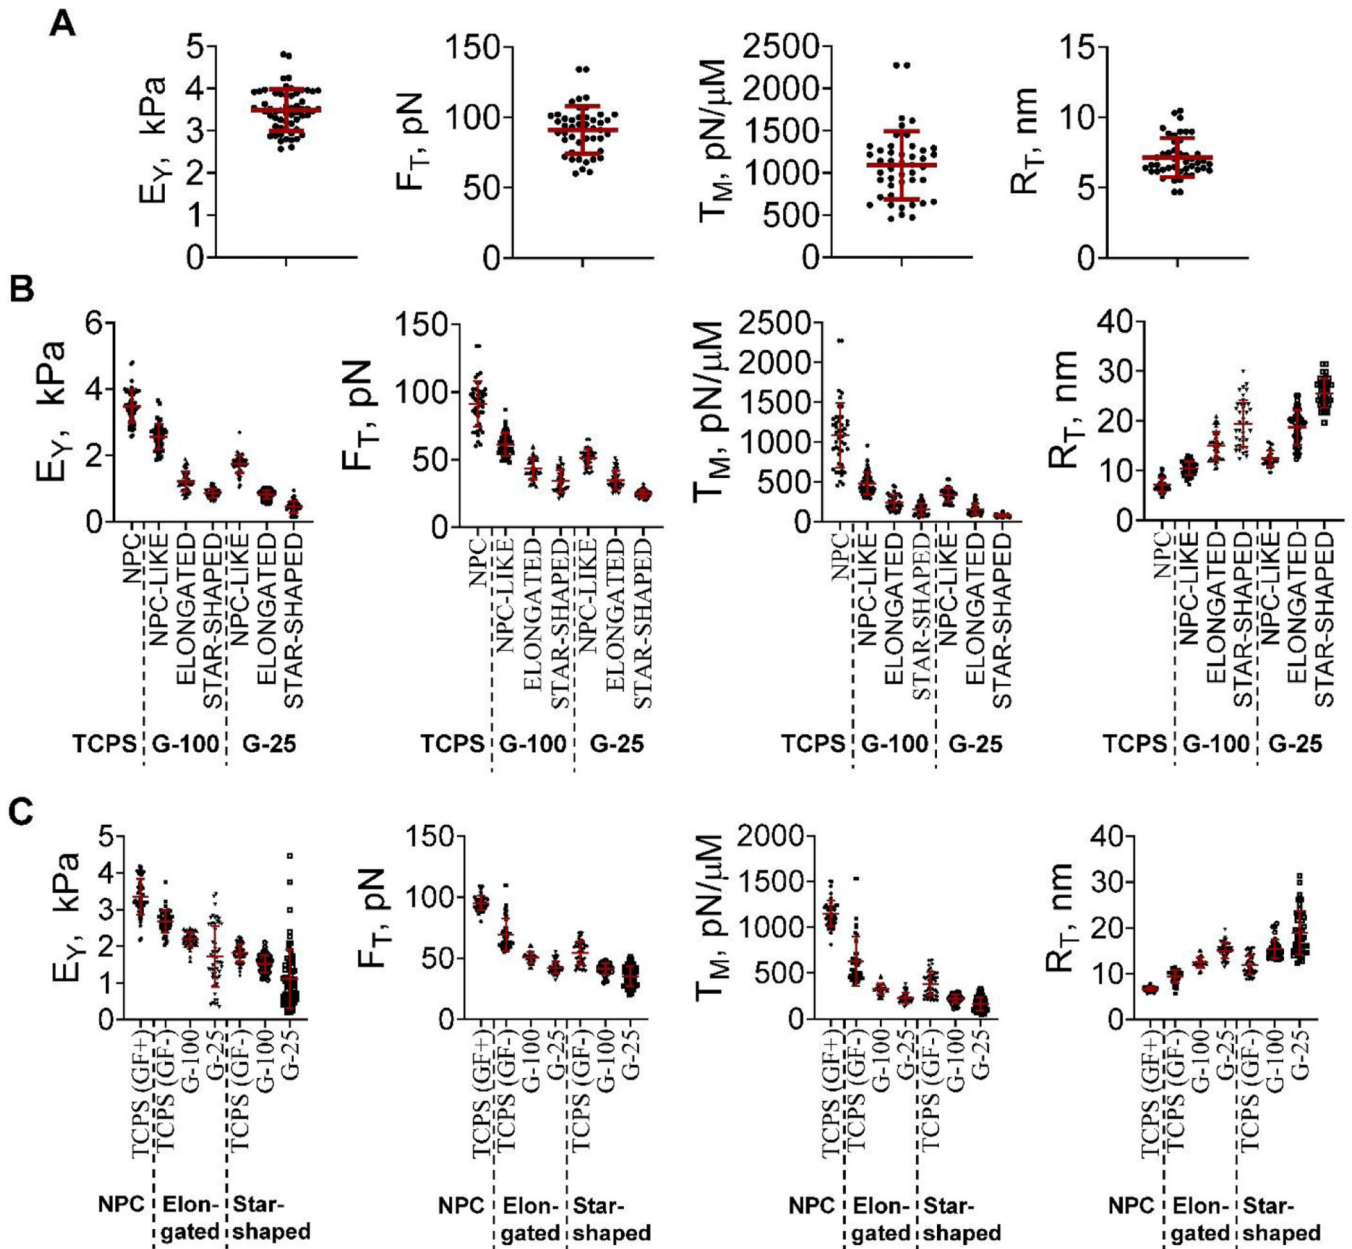 A
E_Y, kPa
5
4
3
2
1
0
F_T, pN
150
100
50
0
T_M, pN/μM
2500
2000
1500
1000
500
0
R_T, nm
15
10
5
0
B
E_Y, kPa
6
4
2
0
NPC
NPC-LIKE
ELONGATED
STAR-SHAPED
NPC-LIKE
ELONGATED
STAR-SHAPED
TCPS G-100 G-25
F_T, pN
150
100
50
0
NPC
NPC-LIKE
ELONGATED
STAR-SHAPED
NPC-LIKE
ELONGATED
STAR-SHAPED
TCPS G-100 G-25
T_M, pN/μM
2500
2000
1500
1000
500
0
NPC
NPC-LIKE
ELONGATED
STAR-SHAPED
NPC-LIKE
ELONGATED
STAR-SHAPED
TCPS G-100 G-25
R_T, nm
40
30
20
10
0
NPC
NPC-LIKE
ELONGATED
STAR-SHAPED
NPC-LIKE
ELONGATED
STAR-SHAPED
TCPS G-100 G-25
C
E_Y, kPa
5
4
3
2
1
0
TCPS (GF+)
TCPS (GF-)
G-100
G-25
TCPS (GF-)
G-100
G-25
NPC Elon- Star-
gated shaped
F_T, pN
150
100
50
0
TCPS (GF+)
TCPS (GF-)
G-100
G-25
TCPS (GF-)
G-100
G-25
NPC Elon- Star-
gated shaped
T_M, pN/μM
2000
1500
1000
500
0
TCPS (GF+)
TCPS (GF-)
G-100
G-25
TCPS (GF-)
G-100
G-25
NPC Elon- Star-
gated shaped
R_T, nm
40
30
20
10
0
TCPS (GF+)
TCPS (GF-)
G-100
G-25
TCPS (GF-)
G-100
G-25
NPC Elon- Star-
gated shaped